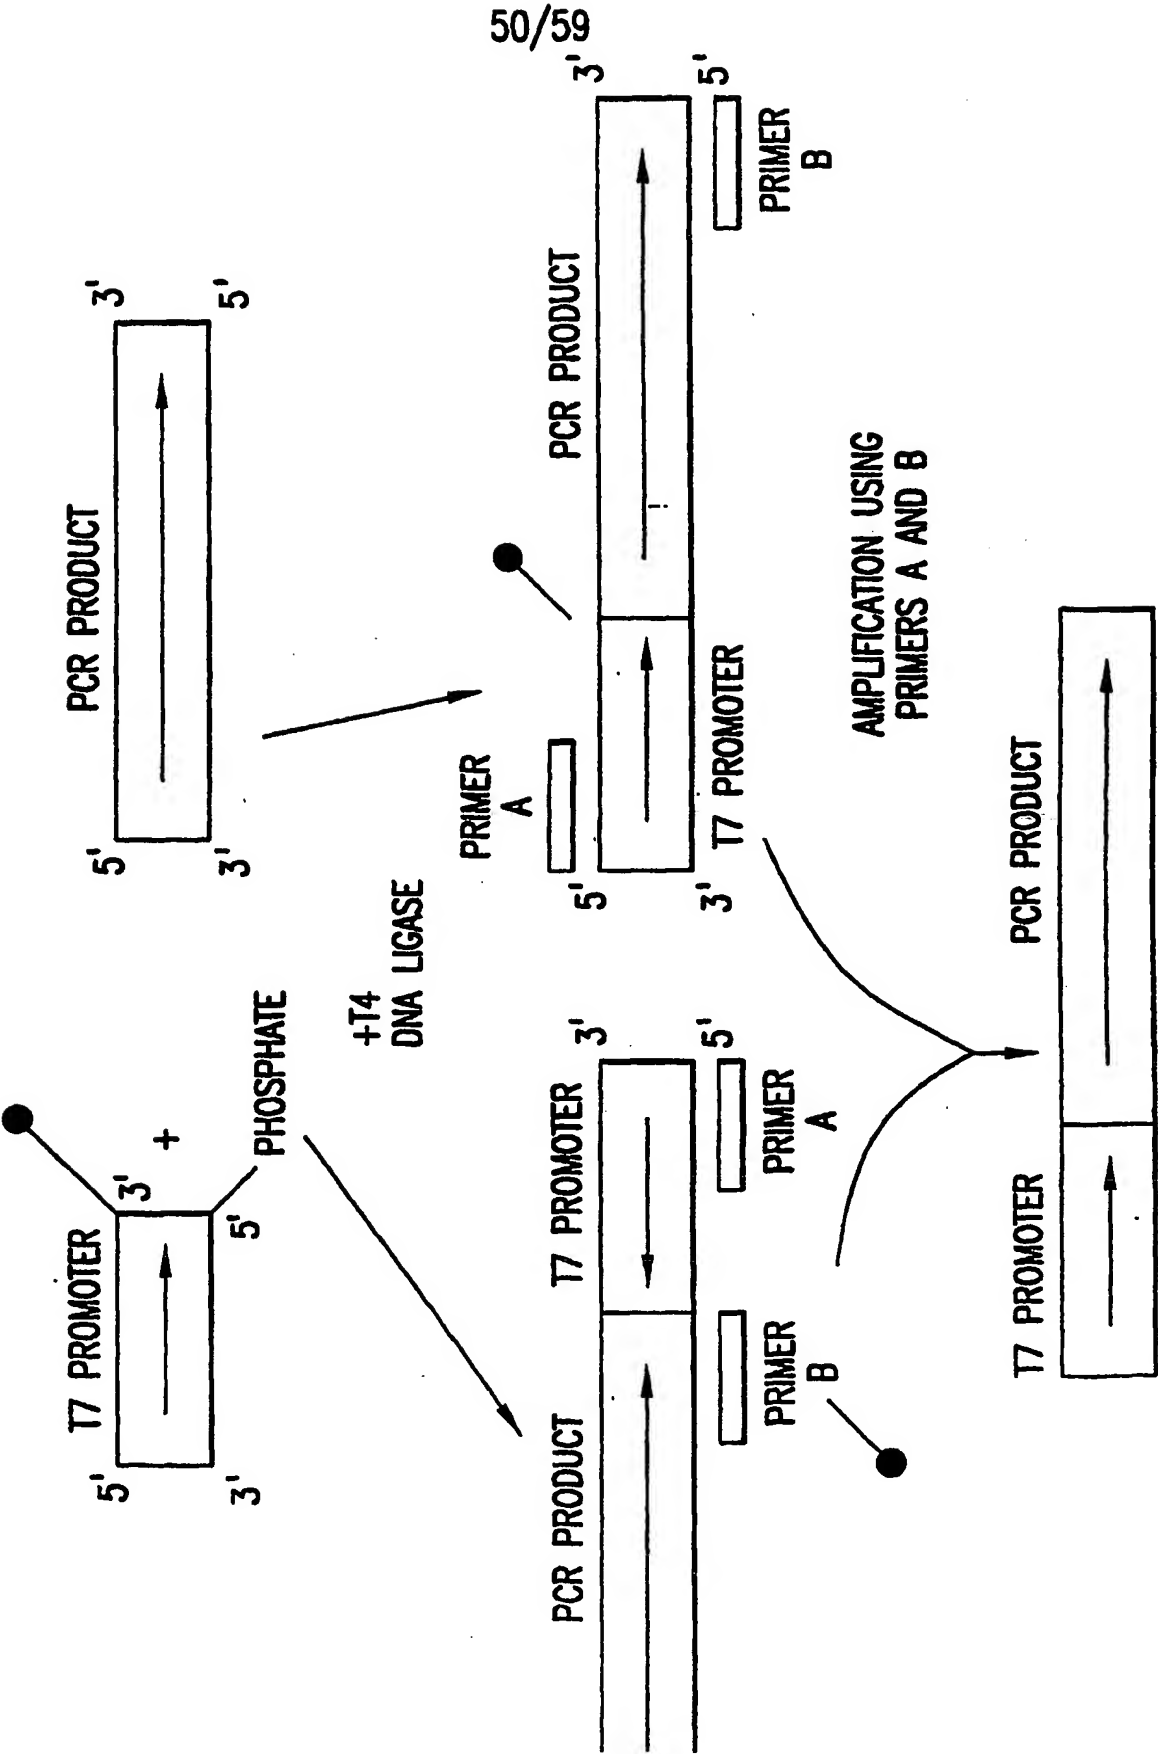 50/59
T7 PROMOTER
5'
3'
3'
5'
+
PHOSPHATE
PCR PRODUCT
5'
3'
3'
5'
+T4
DNA LIGASE
PCR PRODUCT
T7 PROMOTER
3'
5'
PRIMER
B
PRIMER
A
PRIMER
A
5'
3'
T7 PROMOTER
PCR PRODUCT
3'
5'
PRIMER
B
AMPLIFICATION USING
PRIMERS A AND B
T7 PROMOTER
PCR PRODUCT